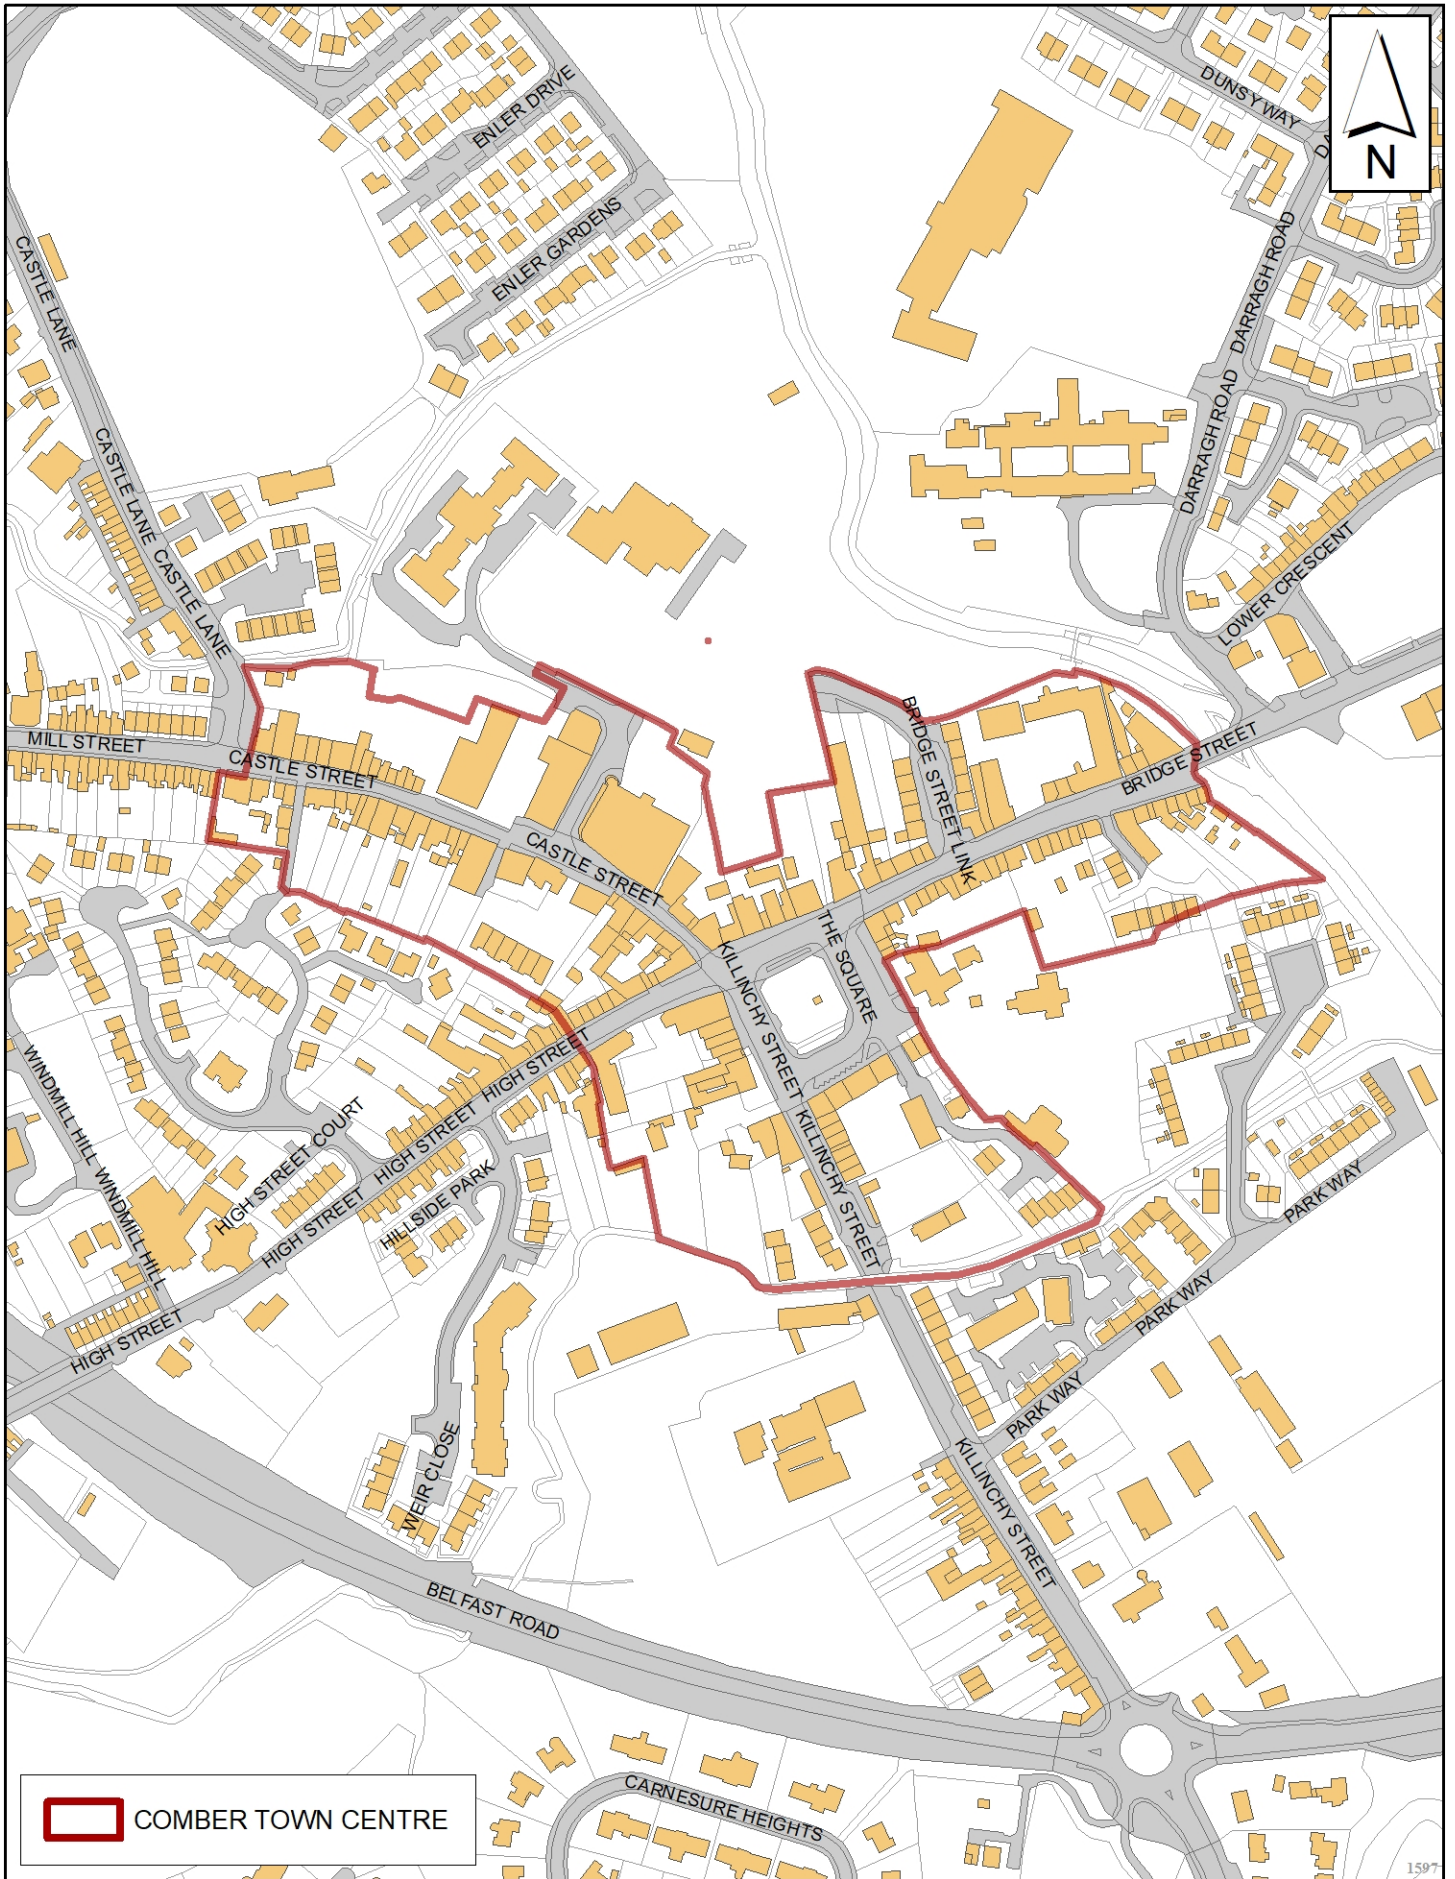 DUNSY WAY
N
ENLER DRIVE
ENLER GARDENS
CASTLE LANE
DARRAGH ROAD
DARRAGH ROAD
CASTLE LANE
DARRAGH ROAD
CASTLE LANE
LOWER CRESCENT
MILL STREET
CASTLE STREET
BRIDGE STREET LINK
BRIDGE STREET
CASTLE STREET
THE SQUARE
KILLINCHY STREET
HIGH STREET
WINDMILL HILL
HIGH STREET COURT
HIGH STREET
KILLINCHY STREET
WINDMILL HILL
HIGH STREET
HILLSIDE PARK
PARK WAY
HIGH STREET
PARK WAY
PARK WAY
WEIR CLOSE
KILLINCHY STREET
BELFAST ROAD
CARNESURE HEIGHTS
COMBER TOWN CENTRE
1597